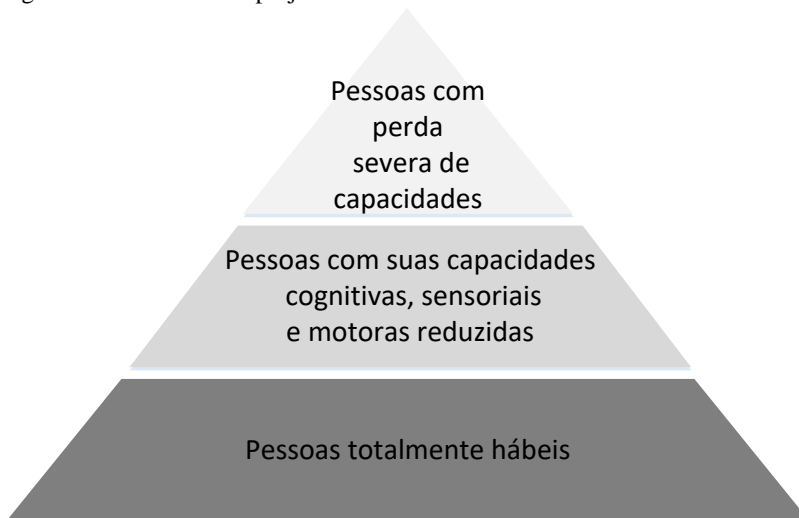 Pessoas com
perda
severa de
capacidades
Pessoas com suas capacidades
cognitivas, sensoriais
e motoras reduzidas
Pessoas totalmente hábeis